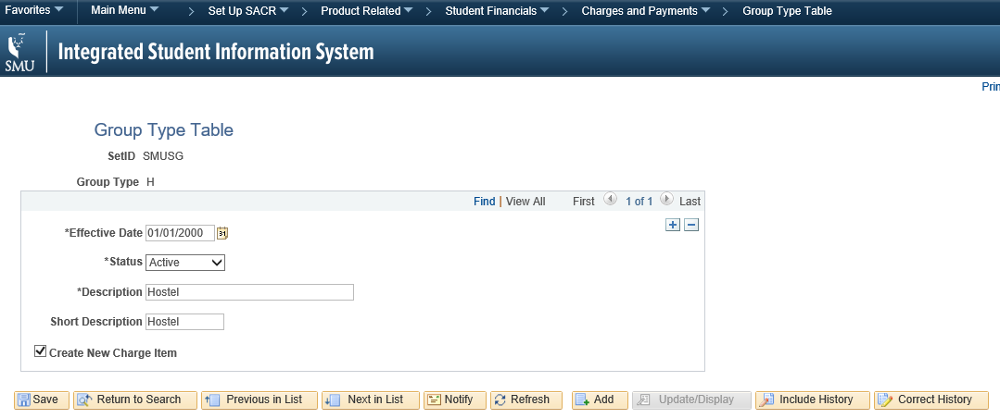 Favorites Main Menu > Set Up SACR > Product Related > Student Financials > Charges and Payments > Group Type Table
SMU Integrated Student Information System
Prin
Group Type Table
SetID SMUSG
Group Type H
Find | View All First 1 of 1 Last
*Effective Date 01/01/2000 31
*Status Active
*Description Hostel
Short Description Hostel
Create New Charge Item
Save Return to Search Previous in List Next in List Notify Refresh Add Update/Display Include History Correct History